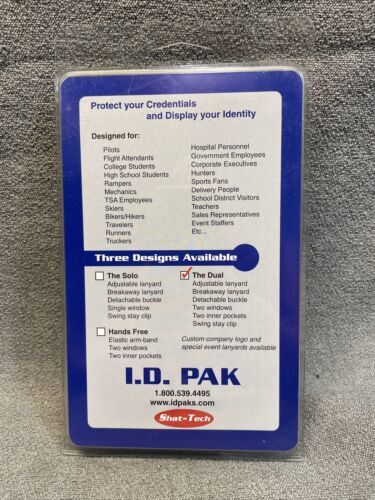 Protect your Credentials
and Display your Identity
Designed for:
Pilots
Flight Attendants
College Students
High School Students
Rampers
Mechanics
TSA Employees
Skiers
Bikers/Hikers
Travelers
Runners
Truckers
Hospital Personnel
Government Employees
Corporate Executives
Hunters
Sports Fans
Delivery People
School District Visitors
Teachers
Sales Representatives
Event Staffers
Etc...
Three Designs Available
The Solo
Adjustable lanyard
Breakaway lanyard
Detachable buckle
Single window
Swing stay clip
The Dual
Adjustable lanyard
Breakaway lanyard
Detachable buckle
Two windows
Two inner pockets
Swing stay clip
Hands Free
Elastic arm-band
Two windows
Two inner pockets
Custom company logo and
special event lanyards available
I.D. PAK
1.800.539.4495
www.idpaks.com
Shat-Tech